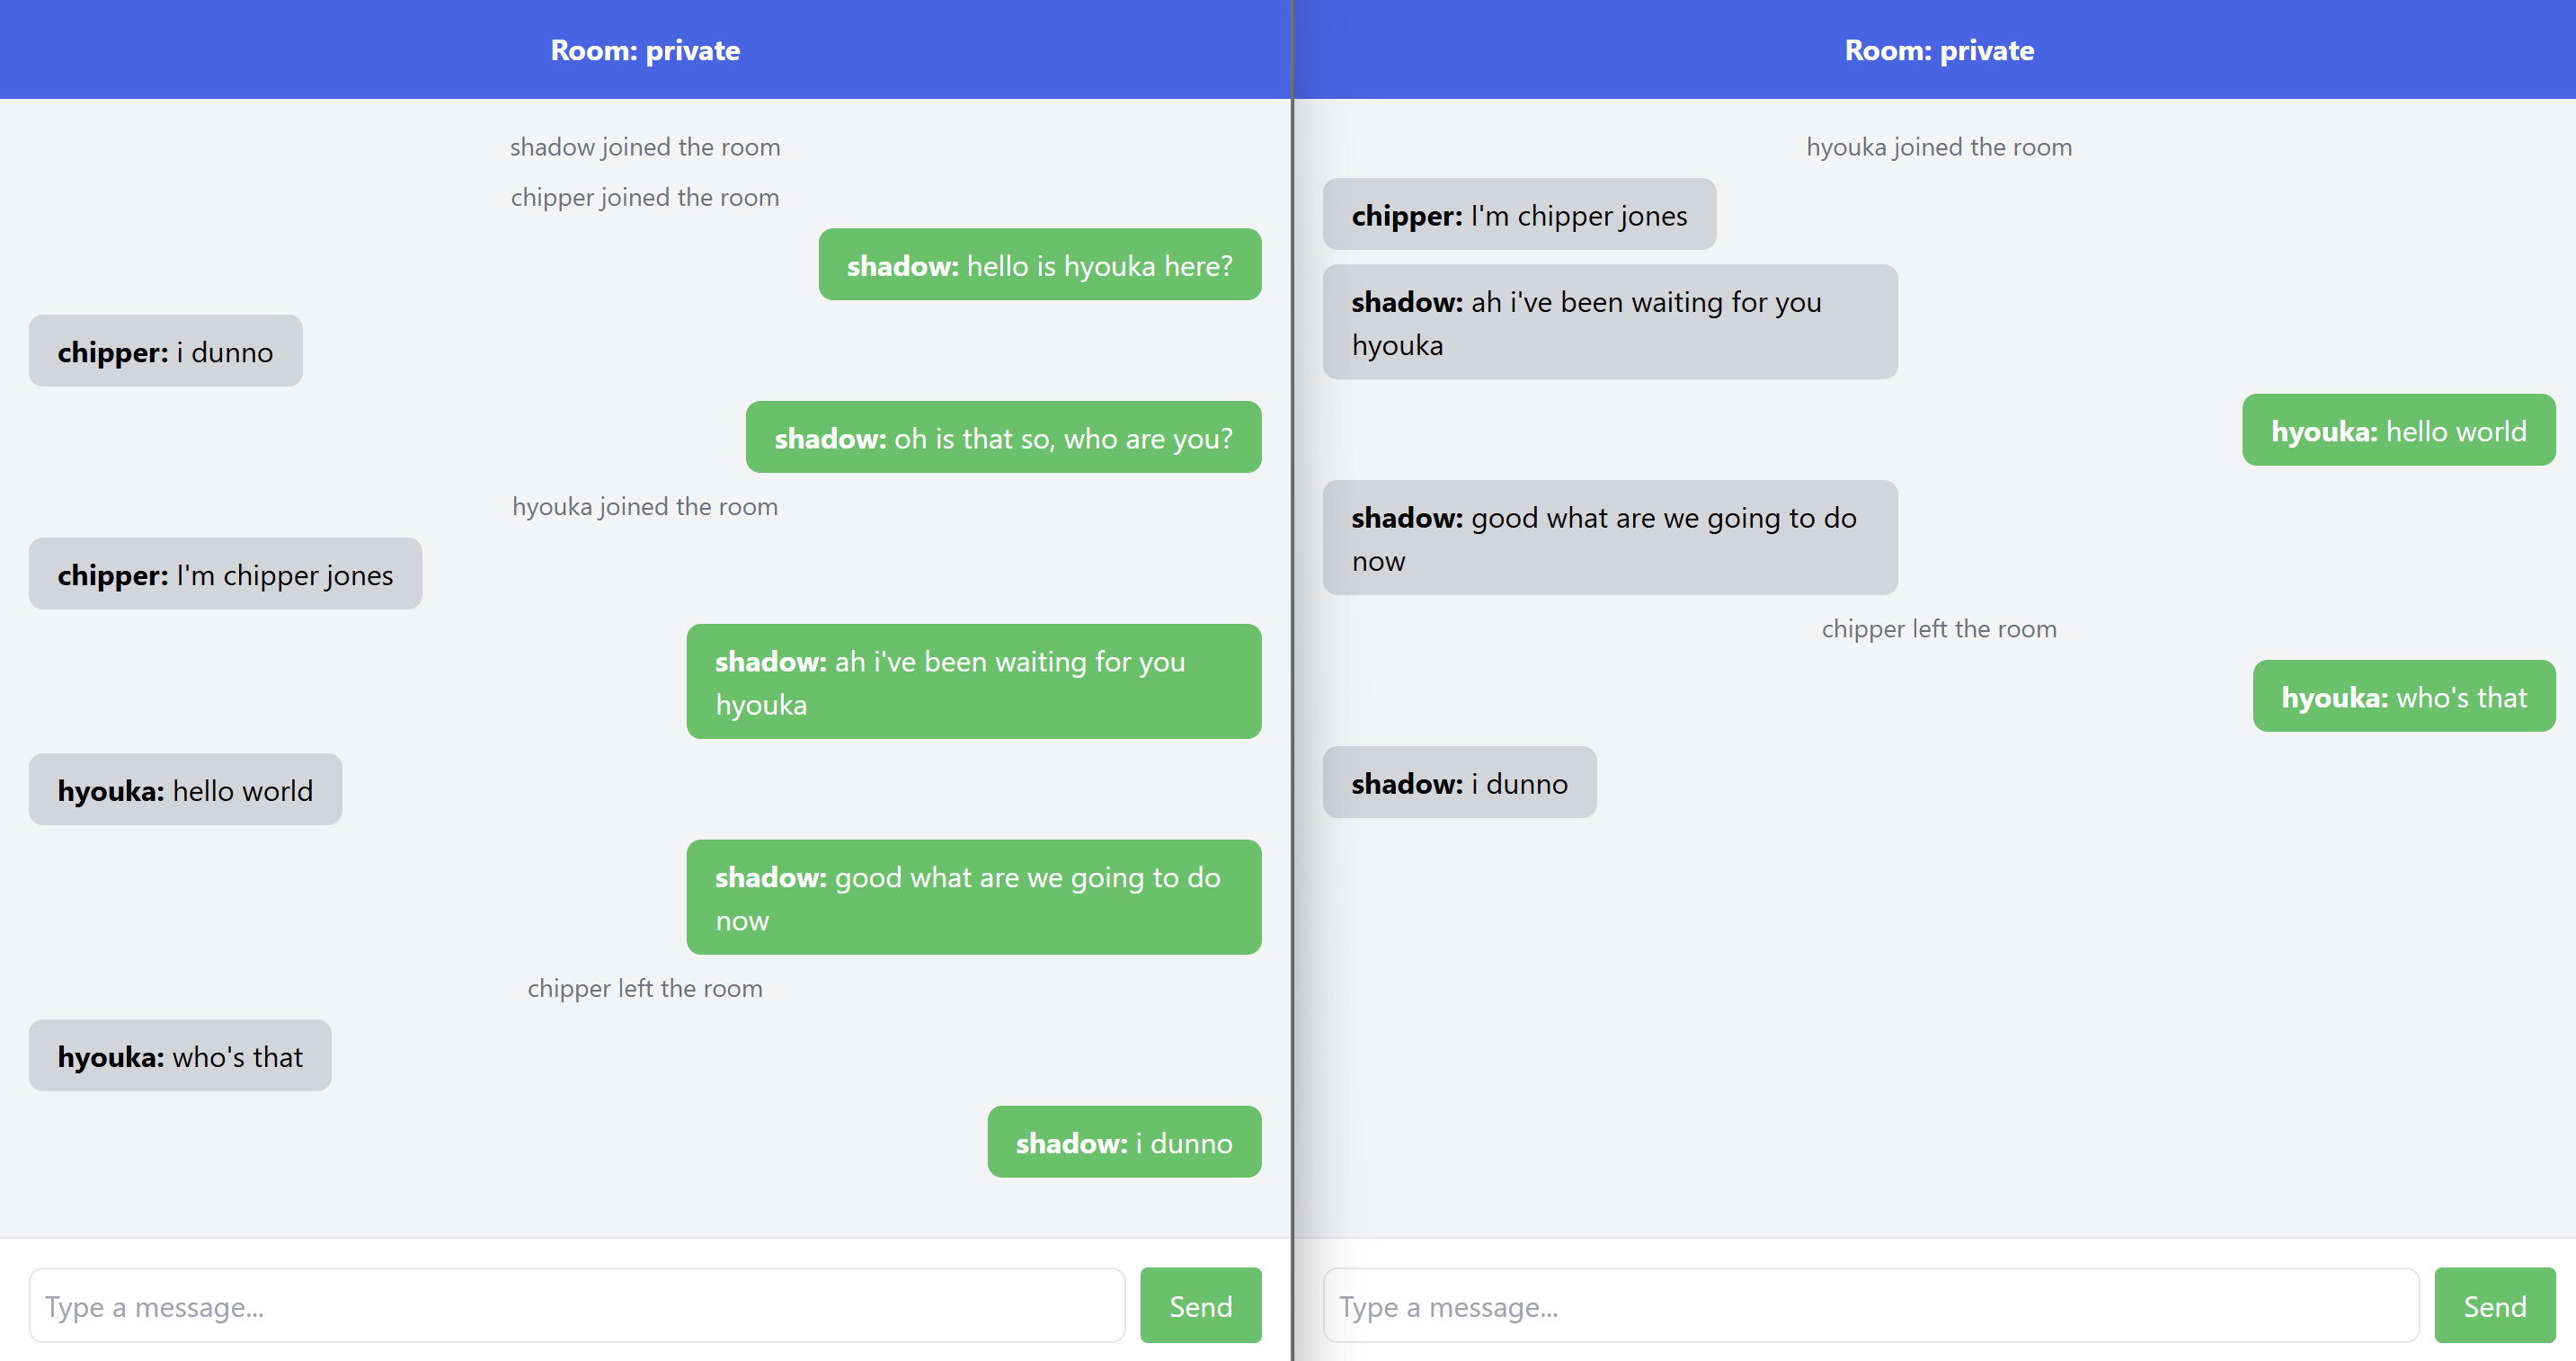 Room: private
shadow joined the room
chipper joined the room
shadow: hello is hyouka here?
chipper: i dunno
shadow: oh is that so, who are you?
hyouka joined the room
chipper: I'm chipper jones
shadow: ah i've been waiting for you
hyouka
hyouka: hello world
shadow: good what are we going to do
now
chipper left the room
hyouka: who's that
shadow: i dunno
Type a message...
Send
Room: private
hyouka joined the room
chipper: I'm chipper jones
shadow: ah i've been waiting for you
hyouka
hyouka: hello world
shadow: good what are we going to do
now
chipper left the room
hyouka: who's that
shadow: i dunno
Type a message...
Send